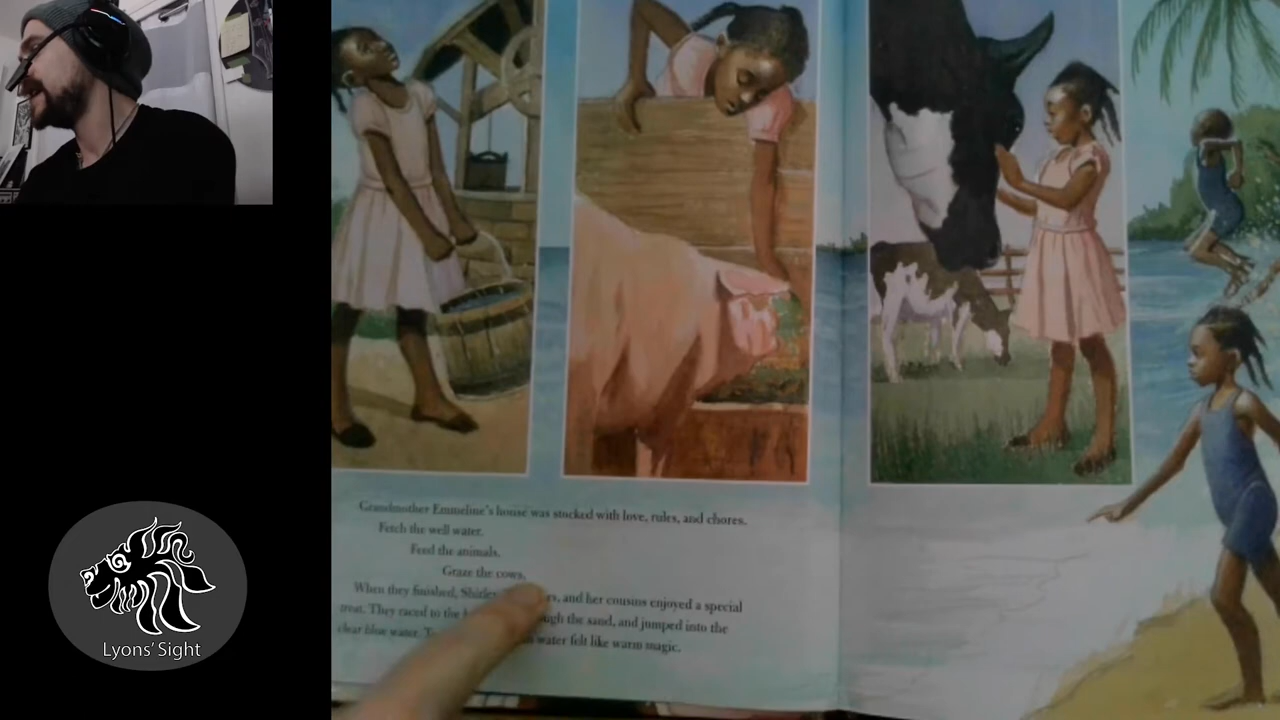 Grandmother Emmeline's house was stocked with love, rules, and chores.
Fetch the well water.
Feed the animals.
Graze the cows.
When they finished, Shirley and her cousins enjoyed a special
treat. They raced to the through the sand, and jumped into the
clear blue water. water felt like warm magic.
Lyons' Sight